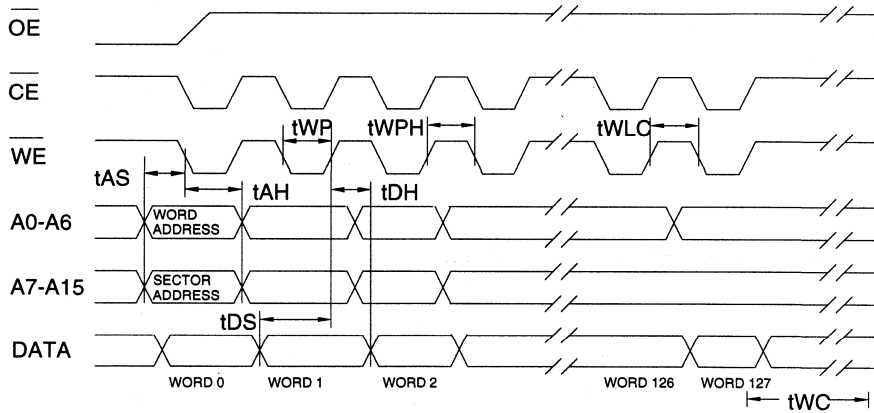 OE
CE
tWP tWPH tWLC
WE
tAS tAH tDH
A0-A6 WORD ADDRESS
A7-A15 SECTOR ADDRESS
tDS
DATA
WORD 0 WORD 1 WORD 2 WORD 126 WORD 127
tWC